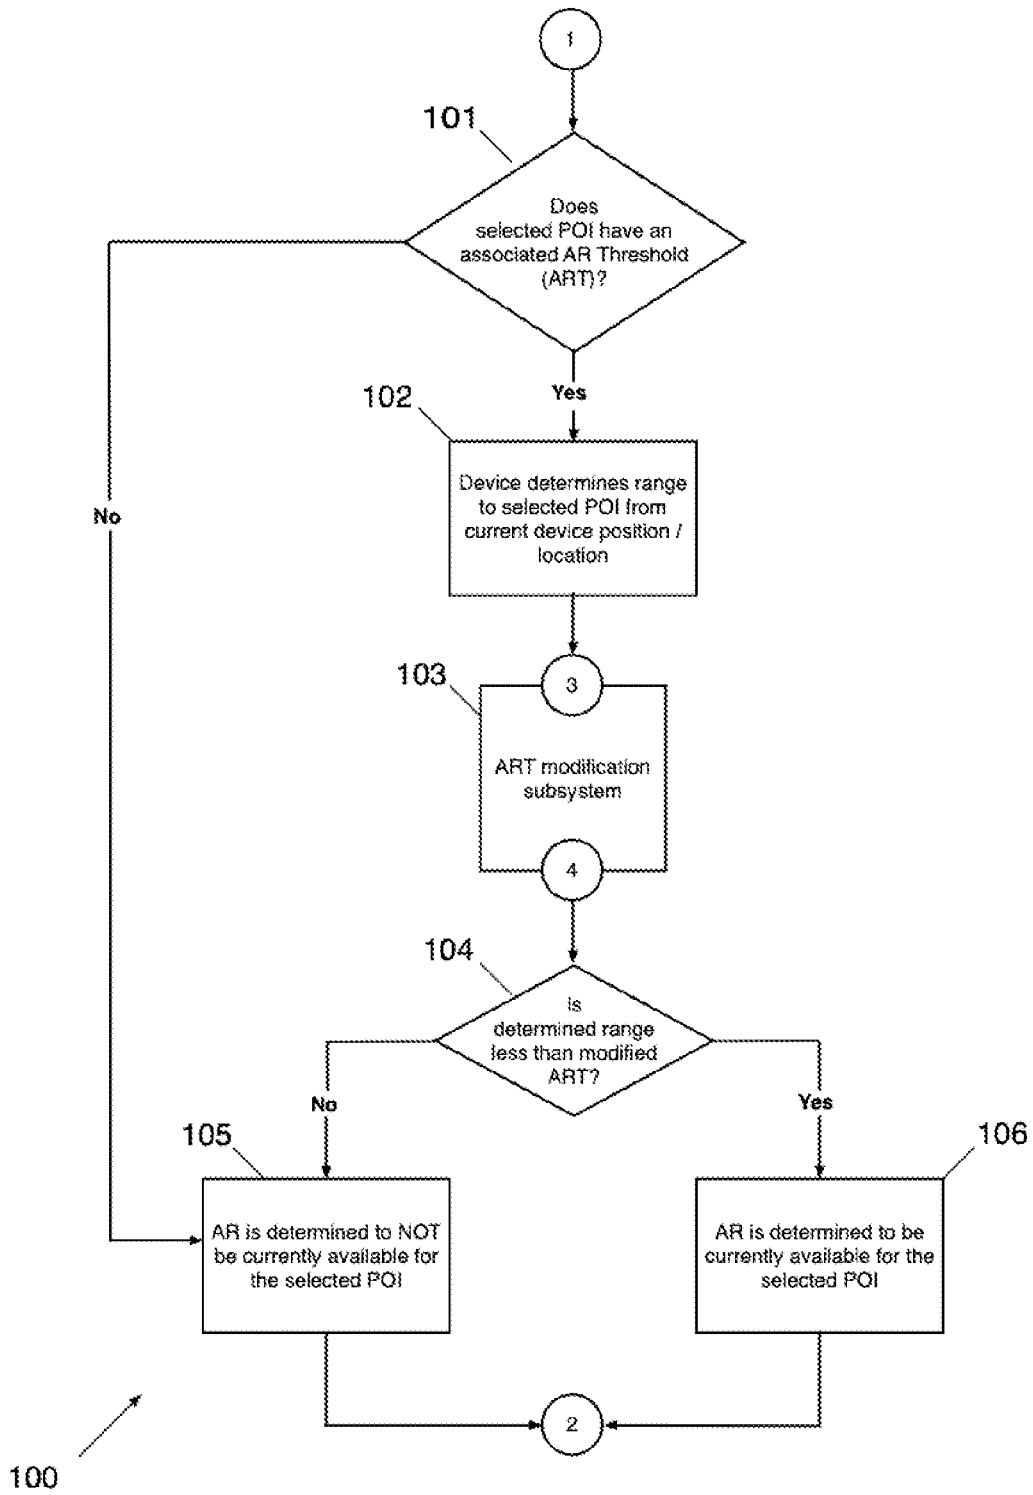 1
101
Does
selected POI have an
associated AR Threshold
(ART)?
Yes
102
Device determines range
to selected POI from
current device position /
location
No
103
3
ART modification
subsystem
4
104
is
determined range
less than modified
ART?
No
Yes
105
106
AR is determined to NOT
be currently available for
the selected POI
AR is determined to be
currently available for the
selected POI
2
100